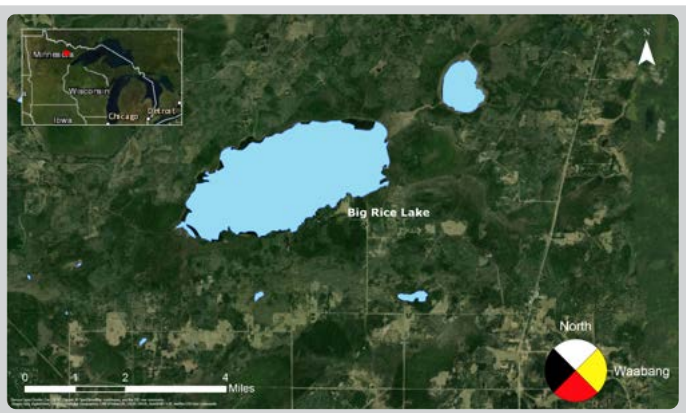 Minnesota
Wisconsin
Iowa
Chicago
Detroit
N
Big Rice Lake
North
Waabang
0 1 2 4
Miles